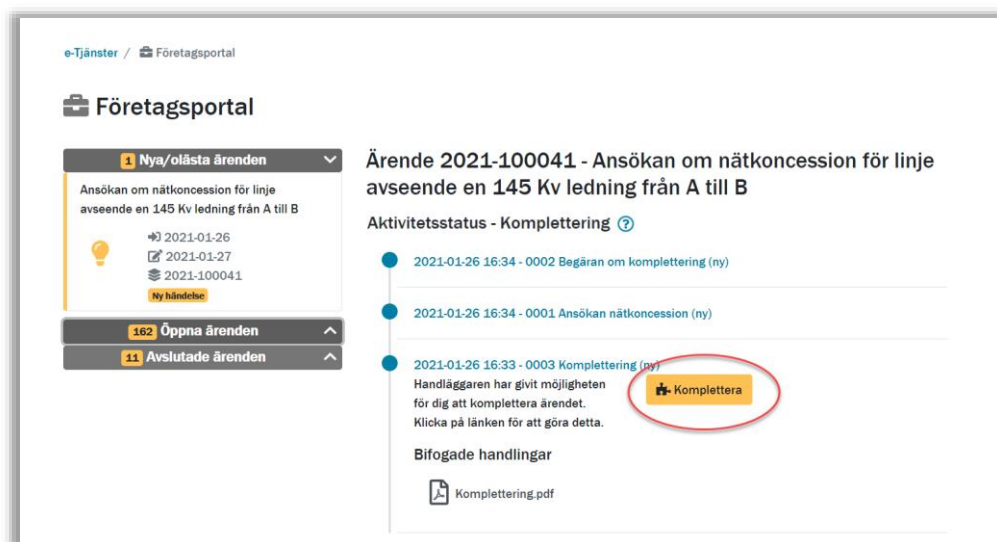 e-Tjänster / Företagsportal
Företagsportal
1 Nya/olästa ärenden
Ansökan om nätkoncession för linje
avseende en 145 Kv ledning från A till B
2021-01-26
2021-01-27
2021-100041
Ny händelse
162 Öppna ärenden
11 Avslutade ärenden
Ärende 2021-100041 - Ansökan om nätkoncession för linje
avseende en 145 Kv ledning från A till B
Aktivitetsstatus - Komplettering ?
2021-01-26 16:34 - 0002 Begäran om komplettering (ny)
2021-01-26 16:34 - 0001 Ansökan nätkoncession (ny)
2021-01-26 16:33 - 0003 Komplettering (ny)
Handläggaren har givit möjligheten
för dig att komplettera ärendet.
Klicka på länken för att göra detta.
Komplettera
Bifogade handlingar
Komplettering.pdf